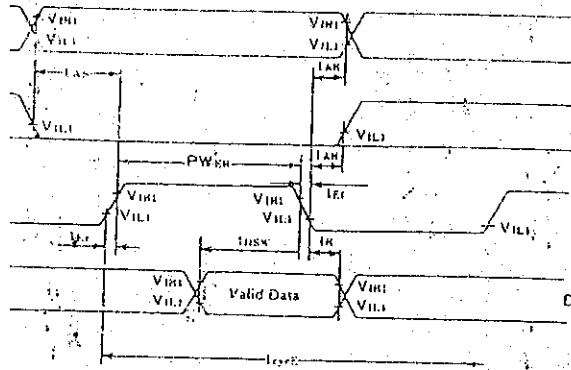 VIH1 VIH1
VIL1 VIL1
tAS tAH
VIL1 VIL1
tAH
PWEH
VIH1 VIH1 tEf
VIL1 VIL1 VIL1
tEr tDSW tH
VIH1 VIH1
VIL1 Valid Data VIL1
tcycE